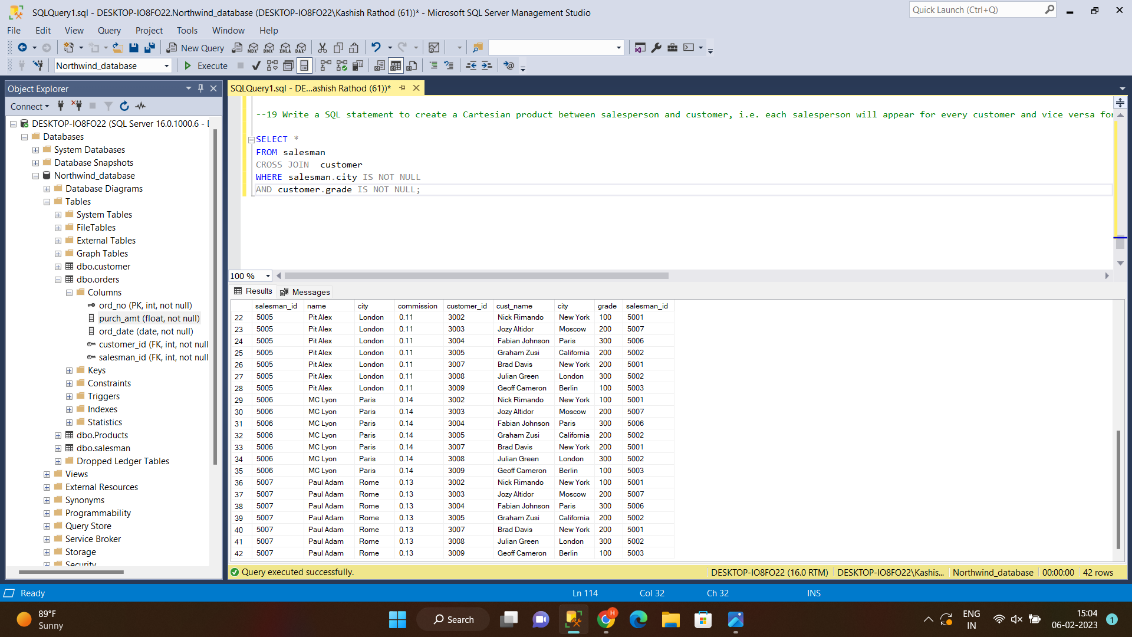 SQLQuery1.sql - DESKTOP-IO8FO22.Northwind_database (DESKTOP-IO8FO22\Kashish Rathod (61))* - Microsoft SQL Server Management Studio
Quick Launch (Ctrl+Q)
File Edit View Query Project Tools Window Help
New Query
Northwind_database
Execute
Object Explorer
Connect
DESKTOP-IO8FO22 (SQL Server 16.0.1000.6 - I
Databases
System Databases
Database Snapshots
Northwind_database
Database Diagrams
Tables
System Tables
FileTables
External Tables
Graph Tables
dbo.customer
dbo.orders
Columns
ord_no (PK, int, not null)
purch_amt (float, not null)
ord_date (date, not null)
customer_id (FK, int, not null
salesman_id (FK, int, not null
Keys
Constraints
Triggers
Indexes
Statistics
dbo.Products
dbo.salesman
Dropped Ledger Tables
Views
External Resources
Synonyms
Programmability
Query Store
Service Broker
Storage
Security
SQLQuery1.sql - DE...ashish Rathod (61))*
--19 Write a SQL statement to create a Cartesian product between salesperson and customer, i.e. each salesperson will appear for every customer and vice versa for
SELECT *
FROM salesman
CROSS JOIN customer
WHERE salesman.city IS NOT NULL
AND customer.grade IS NOT NULL;
100 %
Results Messages
salesman_id name city commission customer_id cust_name city grade salesman_id
22 5005 Pit Alex London 0.11 3002 Nick Rimando New York 100 5001
23 5005 Pit Alex London 0.11 3003 Jozy Altidor Moscow 200 5007
24 5005 Pit Alex London 0.11 3004 Fabian Johnson Paris 300 5006
25 5005 Pit Alex London 0.11 3005 Graham Zusi California 200 5002
26 5005 Pit Alex London 0.11 3007 Brad Davis New York 200 5001
27 5005 Pit Alex London 0.11 3008 Julian Green London 300 5002
28 5005 Pit Alex London 0.11 3009 Geoff Cameron Berlin 100 5003
29 5006 MC Lyon Paris 0.14 3002 Nick Rimando New York 100 5001
30 5006 MC Lyon Paris 0.14 3003 Jozy Altidor Moscow 200 5007
31 5006 MC Lyon Paris 0.14 3004 Fabian Johnson Paris 300 5006
32 5006 MC Lyon Paris 0.14 3005 Graham Zusi California 200 5002
33 5006 MC Lyon Paris 0.14 3007 Brad Davis New York 200 5001
34 5006 MC Lyon Paris 0.14 3008 Julian Green London 300 5002
35 5006 MC Lyon Paris 0.14 3009 Geoff Cameron Berlin 100 5003
36 5007 Paul Adam Rome 0.13 3002 Nick Rimando New York 100 5001
37 5007 Paul Adam Rome 0.13 3003 Jozy Altidor Moscow 200 5007
38 5007 Paul Adam Rome 0.13 3004 Fabian Johnson Paris 300 5006
39 5007 Paul Adam Rome 0.13 3005 Graham Zusi California 200 5002
40 5007 Paul Adam Rome 0.13 3007 Brad Davis New York 200 5001
41 5007 Paul Adam Rome 0.13 3008 Julian Green London 300 5002
42 5007 Paul Adam Rome 0.13 3009 Geoff Cameron Berlin 100 5003
Query executed successfully. DESKTOP-IO8FO22 (16.0 RTM) DESKTOP-IO8FO22\Kashis... Northwind_database 00:00:00 42 rows
Ready Ln 114 Col 32 Ch 32 INS
89°F
Sunny
Search
ENG
IN
15:04
06-02-2023
1